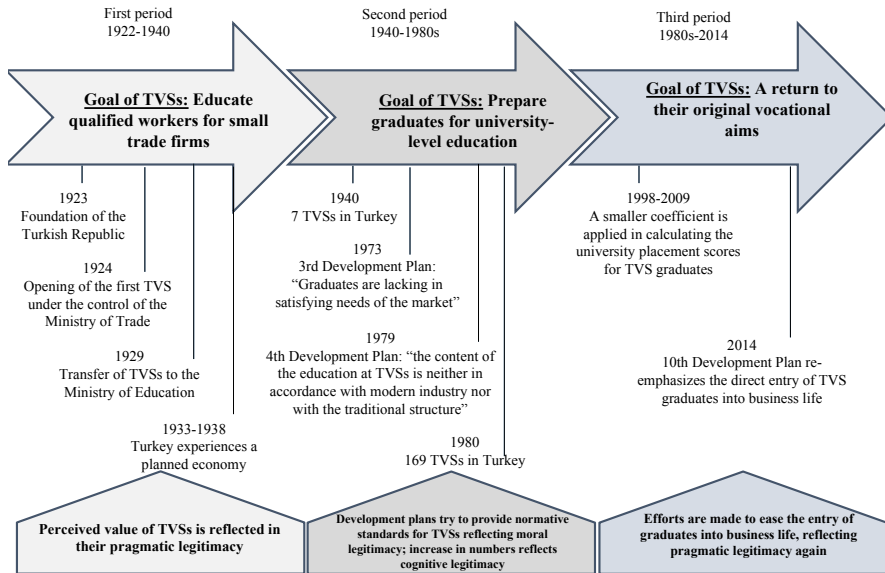 First period
1922-1940
Second period
1940-1980s
Third period
1980s-2014
Goal of TVSs: Educate
qualified workers for small
trade firms
Goal of TVSs: Prepare
graduates for university-
level education
Goal of TVSs: A return to
their original vocational
aims
1923
Foundation of the
Turkish Republic
1924
Opening of the first TVS
under the control of the
Ministry of Trade
1929
Transfer of TVSs to the
Ministry of Education
1933-1938
Turkey experiences a
planned economy
1940
7 TVSs in Turkey
1973
3rd Development Plan:
“Graduates are lacking in
satisfying needs of the market”
1979
4th Development Plan: “the content of
the education at TVSs is neither in
accordance with modern industry nor
with the traditional structure”
1980
169 TVSs in Turkey
1998-2009
A smaller coefficient is
applied in calculating the
university placement scores
for TVS graduates
2014
10th Development Plan re-
emphasizes the direct entry of TVS
graduates into business life
Perceived value of TVSs is reflected in
their pragmatic legitimacy
Development plans try to provide normative
standards for TVSs reflecting moral
legitimacy; increase in numbers reflects
cognitive legitimacy
Efforts are made to ease the entry of
graduates into business life, reflecting
pragmatic legitimacy again